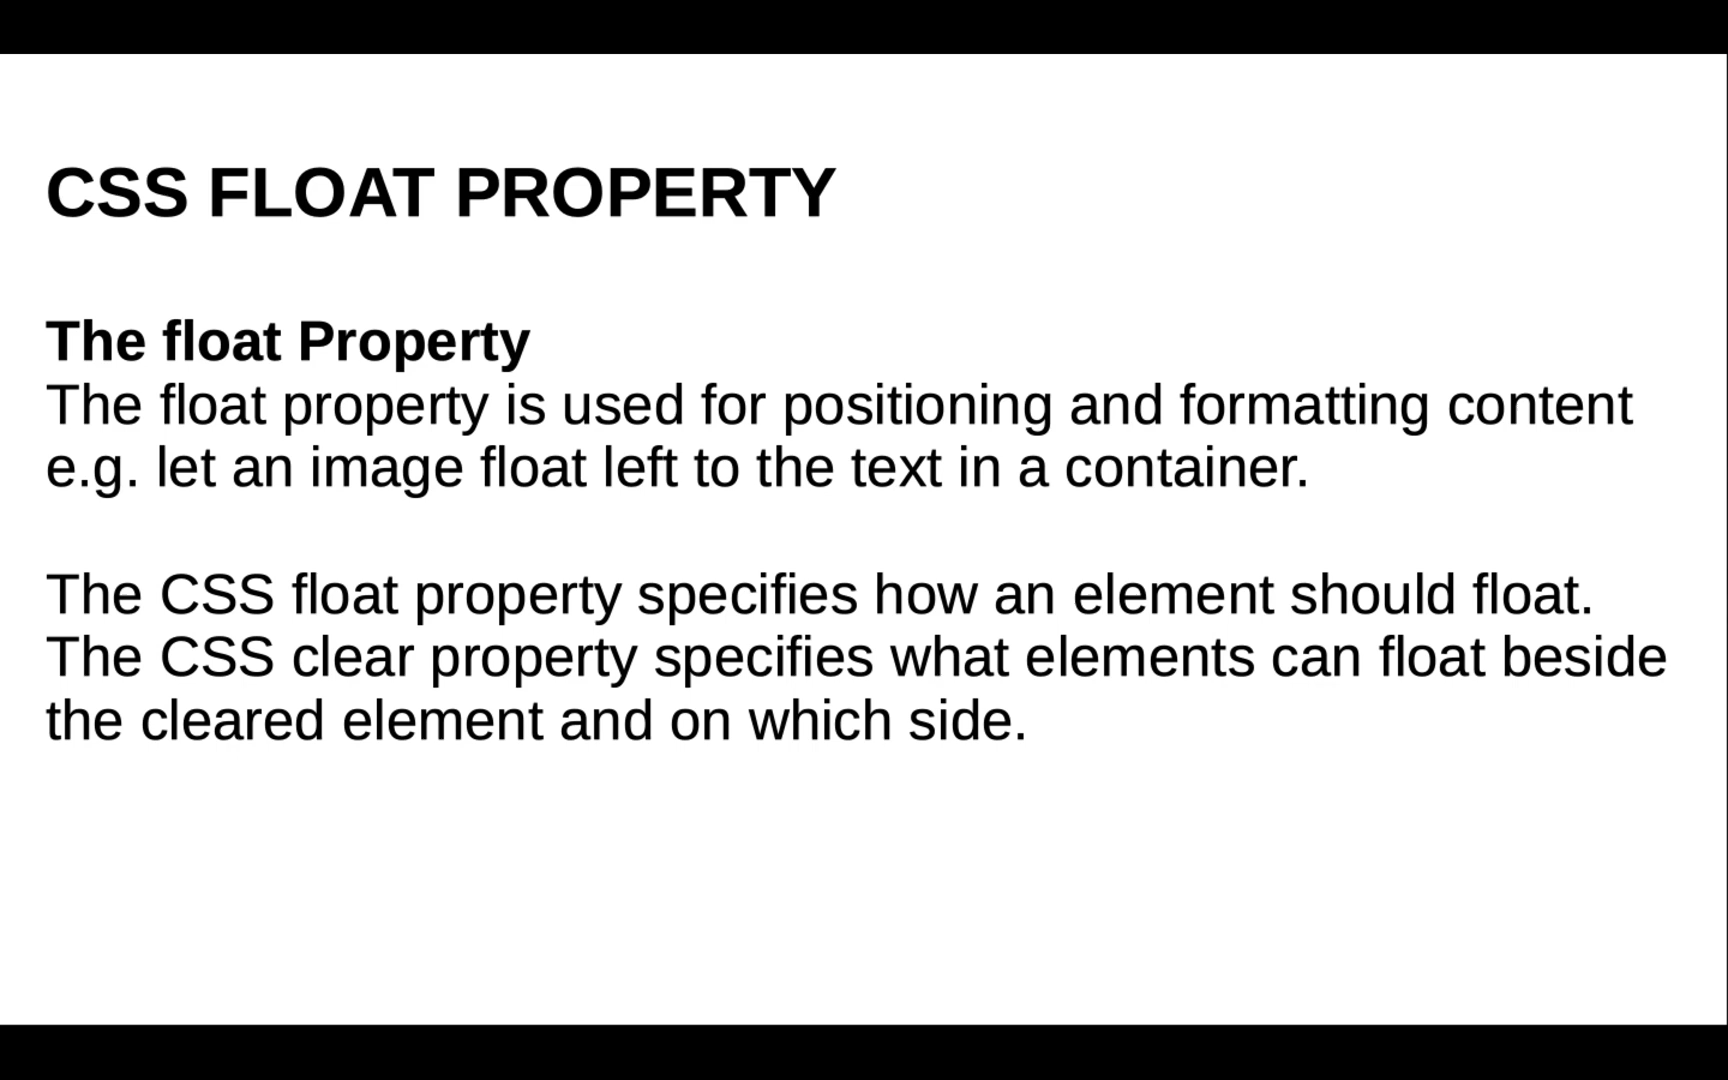 CSS FLOAT PROPERTY
The float Property
The float property is used for positioning and formatting content
e.g. let an image float left to the text in a container.
The CSS float property specifies how an element should float.
The CSS clear property specifies what elements can float beside
the cleared element and on which side.